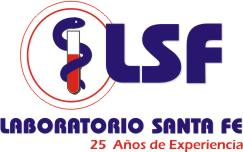 LSF
LABORATORIO SANTA FE
25 Años de Experiencia